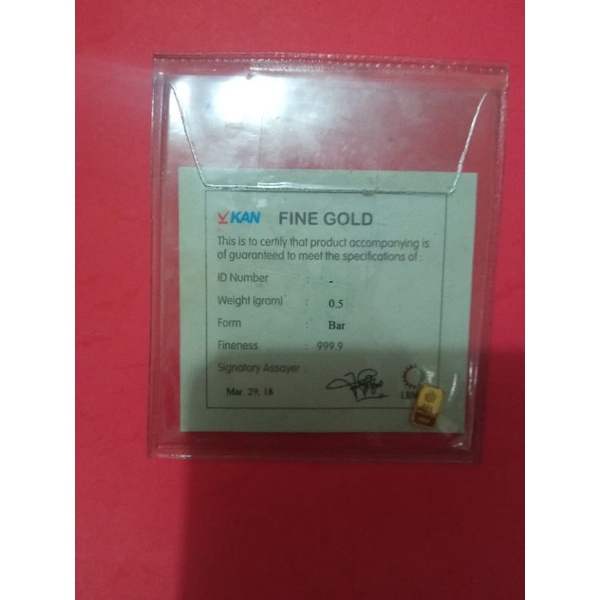 KAN FINE GOLD
This is to certify that product accompanying is
of guaranteed to meet the specifications of :
ID Number : -
Weight (gram) : 0.5
Form : Bar
Fineness : 999.9
Signatory Assayer :
Mar 29, 18